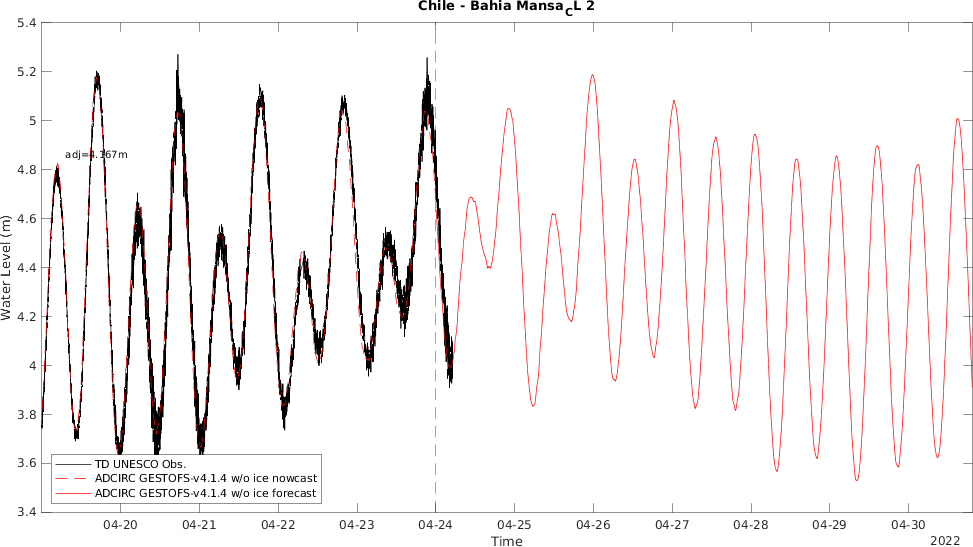 Chile - Bahia Mansa_CL 2
5.4
5.2
5
4.8
4.6
4.4
4.2
4
3.8
3.6
3.4
Water Level (m)
adj=4.167m
TD UNESCO Obs.
ADCIRC GESTOFS-v4.1.4 w/o ice nowcast
ADCIRC GESTOFS-v4.1.4 w/o ice forecast
04-20 04-21 04-22 04-23 04-24 04-25 04-26 04-27 04-28 04-29 04-30
Time
2022